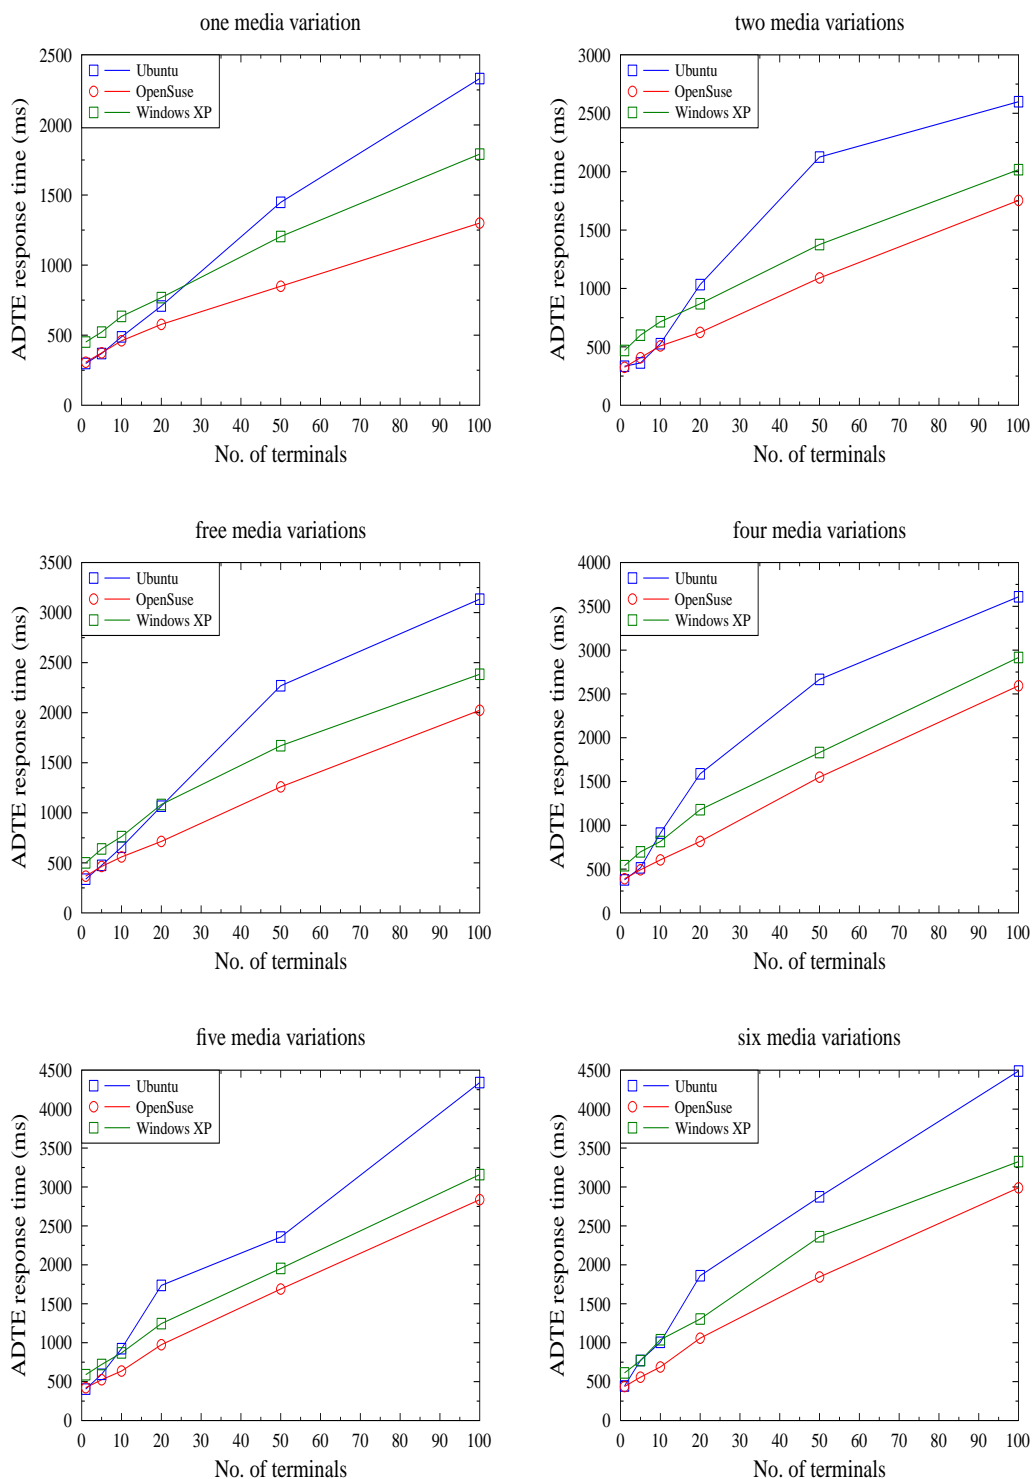 one media variation
2500
2000
1500
1000
500
0
0 10 20 30 40 50 60 70 80 90 100
ADTE response time (ms)
No. of terminals
Ubuntu
OpenSuse
Windows XP
two media variations
3000
2500
2000
1500
1000
500
0
0 10 20 30 40 50 60 70 80 90 100
ADTE response time (ms)
No. of terminals
Ubuntu
OpenSuse
Windows XP
free media variations
3500
3000
2500
2000
1500
1000
500
0
0 10 20 30 40 50 60 70 80 90 100
ADTE response time (ms)
No. of terminals
Ubuntu
OpenSuse
Windows XP
four media variations
4000
3500
3000
2500
2000
1500
1000
500
0
0 10 20 30 40 50 60 70 80 90 100
ADTE response time (ms)
No. of terminals
Ubuntu
OpenSuse
Windows XP
five media variations
4500
4000
3500
3000
2500
2000
1500
1000
500
0
0 10 20 30 40 50 60 70 80 90 100
ADTE response time (ms)
No. of terminals
Ubuntu
OpenSuse
Windows XP
six media variations
4500
4000
3500
3000
2500
2000
1500
1000
500
0
0 10 20 30 40 50 60 70 80 90 100
ADTE response time (ms)
No. of terminals
Ubuntu
OpenSuse
Windows XP